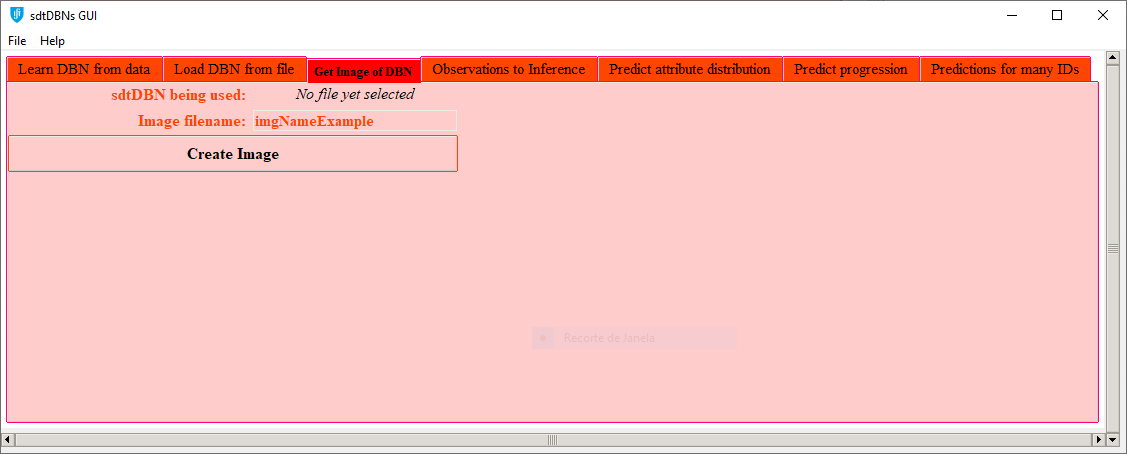 sdtDBNs GUI
File Help
Learn DBN from data Load DBN from file Get Image of DBN Observations to Inference Predict attribute distribution Predict progression Predictions for many IDs
sdtDBN being used: No file yet selected
Image filename: imgNameExample
Create Image
Recorte de Janela